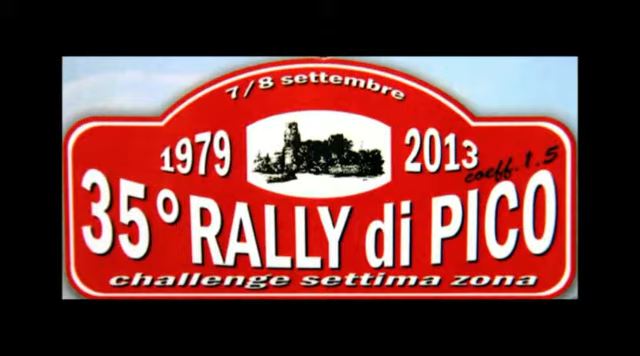 7/8 settembre
1979 2013
coeff. 1.5
35° RALLY di PICO
challenge settima zona